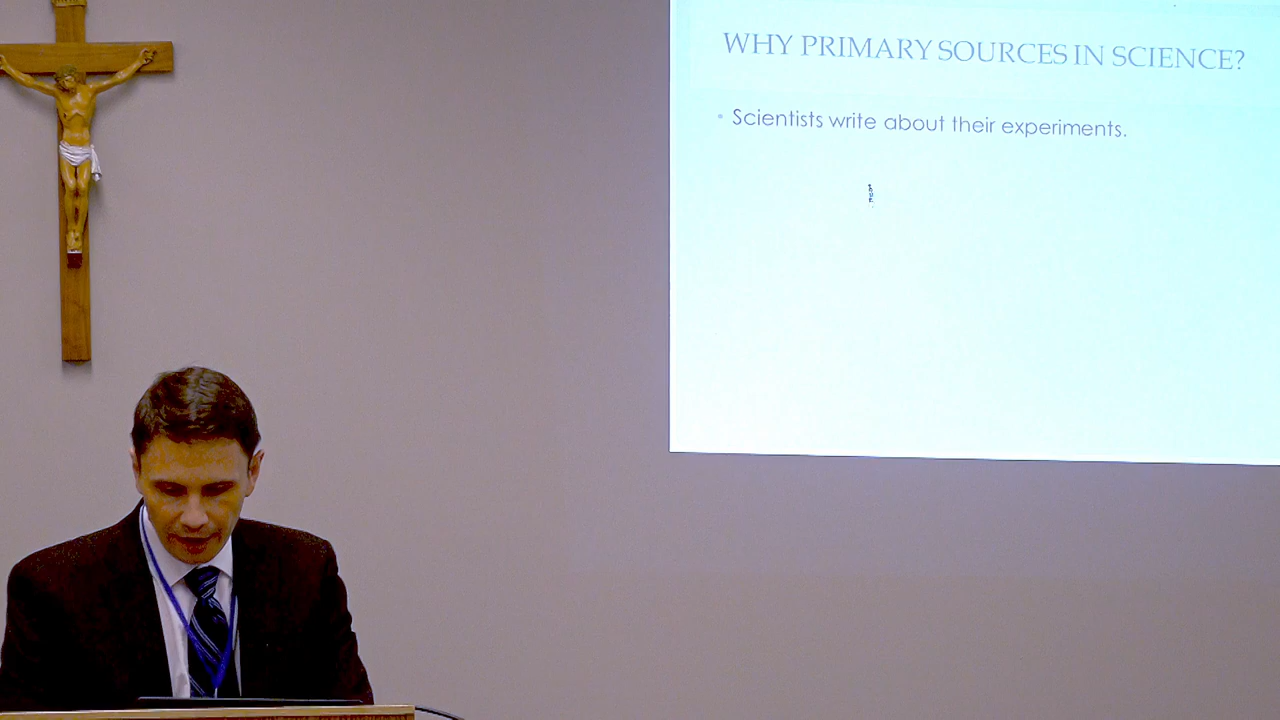 WHY PRIMARY SOURCES IN SCIENCE?
• Scientists write about their experiments.